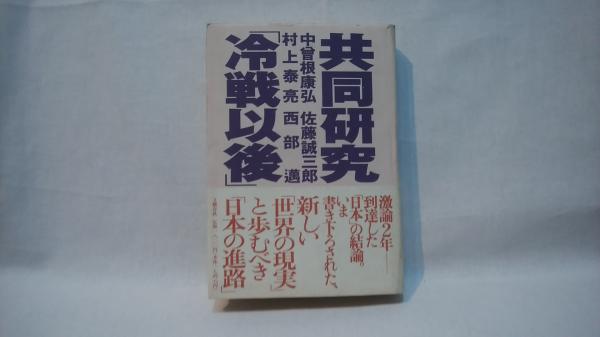 共同研究
「冷戦以後」
中曽根康弘 佐藤誠三郎
村上泰亮 西部邁
激論2年――
到達した
「日本」の結論。
いま
書き下ろされた、
新しい
「世界の現実」
と歩むべき
「日本の進路」